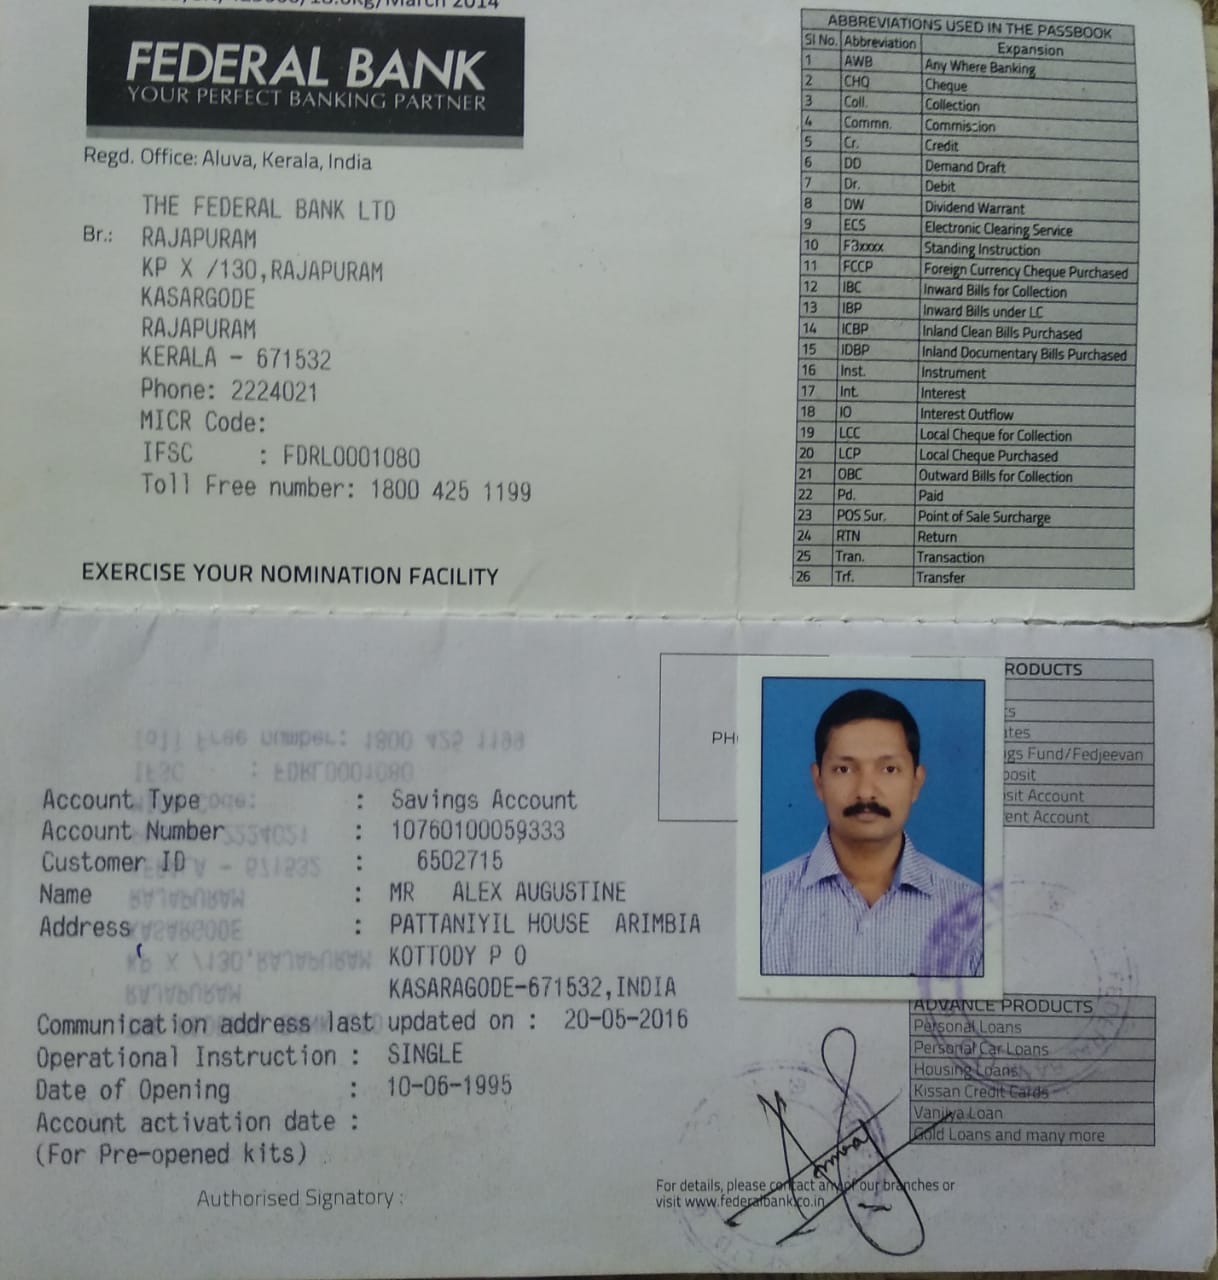 March 2014
FEDERAL BANK
YOUR PERFECT BANKING PARTNER
Regd. Office: Aluva, Kerala, India
THE FEDERAL BANK LTD
Br.: RAJAPURAM
KP X /130,RAJAPURAM
KASARGODE
RAJAPURAM
KERALA - 671532
Phone: 2224021
MICR Code:
IFSC : FDRL0001080
Toll Free number: 1800 425 1199
EXERCISE YOUR NOMINATION FACILITY
ABBREVIATIONS USED IN THE PASSBOOK
Sl No. Abbreviation Expansion
1 AWB Any Where Banking
2 CHQ Cheque
3 Coll. Collection
4 Commn. Commission
5 Cr. Credit
6 DD Demand Draft
7 Dr. Debit
8 DW Dividend Warrant
9 ECS Electronic Clearing Service
10 F3xxxx Standing Instruction
11 FCCP Foreign Currency Cheque Purchased
12 IBC Inward Bills for Collection
13 IBP Inward Bills under LC
14 ICBP Inland Clean Bills Purchased
15 IDBP Inland Documentary Bills Purchased
16 Inst. Instrument
17 Int. Interest
18 IO Interest Outflow
19 LCC Local Cheque for Collection
20 LCP Local Cheque Purchased
21 OBC Outward Bills for Collection
22 Pd. Paid
23 POS Sur. Point of Sale Surcharge
24 RTN Return
25 Tran. Transaction
26 Trf. Transfer
Account Type : Savings Account
Account Number : 10760100059333
Customer ID : 6502715
Name : MR ALEX AUGUSTINE
Address : PATTANIYIL HOUSE ARIMBIA
KOTTODY P O
KASARAGODE-671532,INDIA
Communication address last updated on : 20-05-2016
Operational Instruction : SINGLE
Date of Opening : 10-06-1995
Account activation date :
(For Pre-opened kits)
Authorised Signatory :
PH
RODUCTS
ts
ates
ngs Fund/Fedjeevan
posit
sit Account
ent Account
ADVANCE PRODUCTS
Personal Loans
Personal Car Loans
Housing Loans
Kissan Credit Cards
Vanijya Loan
Gold Loans and many more
For details, please contact any of our branches or
visit www.federalbank.co.in